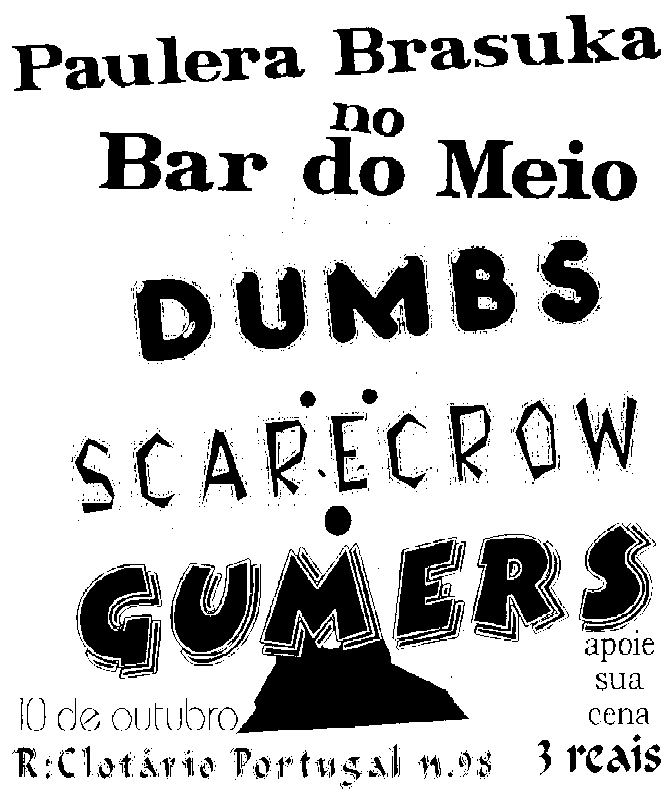 Paulera Brasuka
no
Bar do Meio
DUMBS
SCARECROW
GUMERS
apoie
sua
cena
10 de outubro
3 reais
R:Clotário Portugal n.98